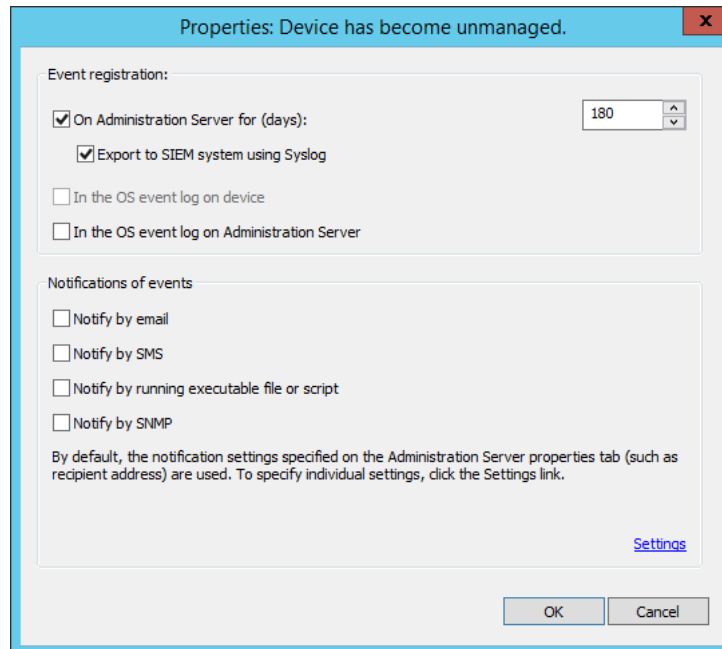 Properties: Device has become unmanaged.
x
Event registration:
On Administration Server for (days):
180
Export to SIEM system using Syslog
In the OS event log on device
In the OS event log on Administration Server
Notifications of events
Notify by email
Notify by SMS
Notify by running executable file or script
Notify by SNMP
By default, the notification settings specified on the Administration Server properties tab (such as
recipient address) are used. To specify individual settings, click the Settings link.
Settings
OK
Cancel